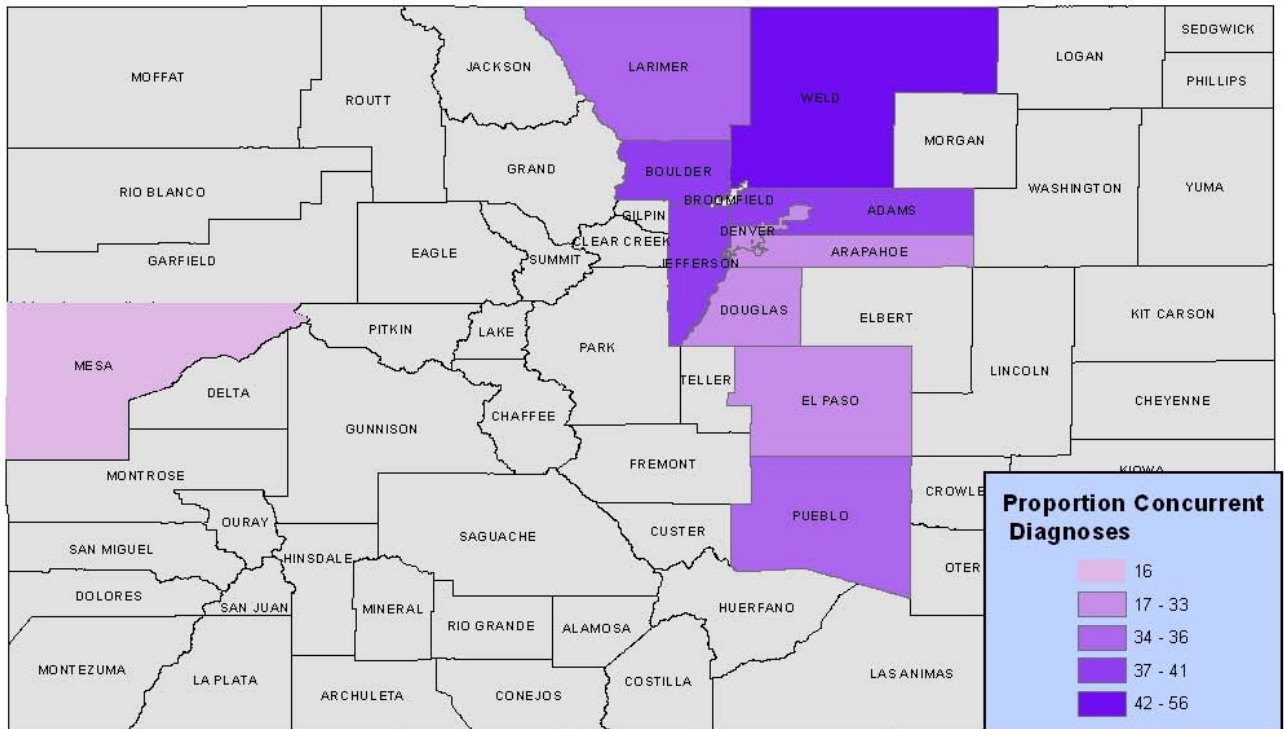 SEDGWICK
LOGAN
JACKSON
LARIMER
MOFFAT
PHILLIPS
ROUTT
WELD
MORGAN
GRAND
BOULDER
RIO BLANCO
WASHINGTON
YUMA
BROOMFIELD
GILPIN
ADAMS
DENVER
CLEAR CREEK
EAGLE
ARAPAHOE
GARFIELD
SUMMIT
JEFFERSON
DOUGLAS
ELBERT
KIT CARSON
PITKIN
LAKE
PARK
MESA
LINCOLN
TELLER
DELTA
EL PASO
CHEYENNE
CHAFFEE
GUNNISON
FREMONT
KIOWA
MONTROSE
CROWLE
PUEBLO
OURAY
CUSTER
SAGUACHE
SAN MIGUEL
HINSDALE
OTER
DOLORES
SAN JUAN
MINERAL
HUERFANO
RIO GRANDE
ALAMOSA
MONTEZUMA
LA PLATA
LAS ANIMAS
COSTILLA
ARCHULETA
CONEJOS
Proportion Concurrent
Diagnoses
16
17 - 33
34 - 36
37 - 41
42 - 56